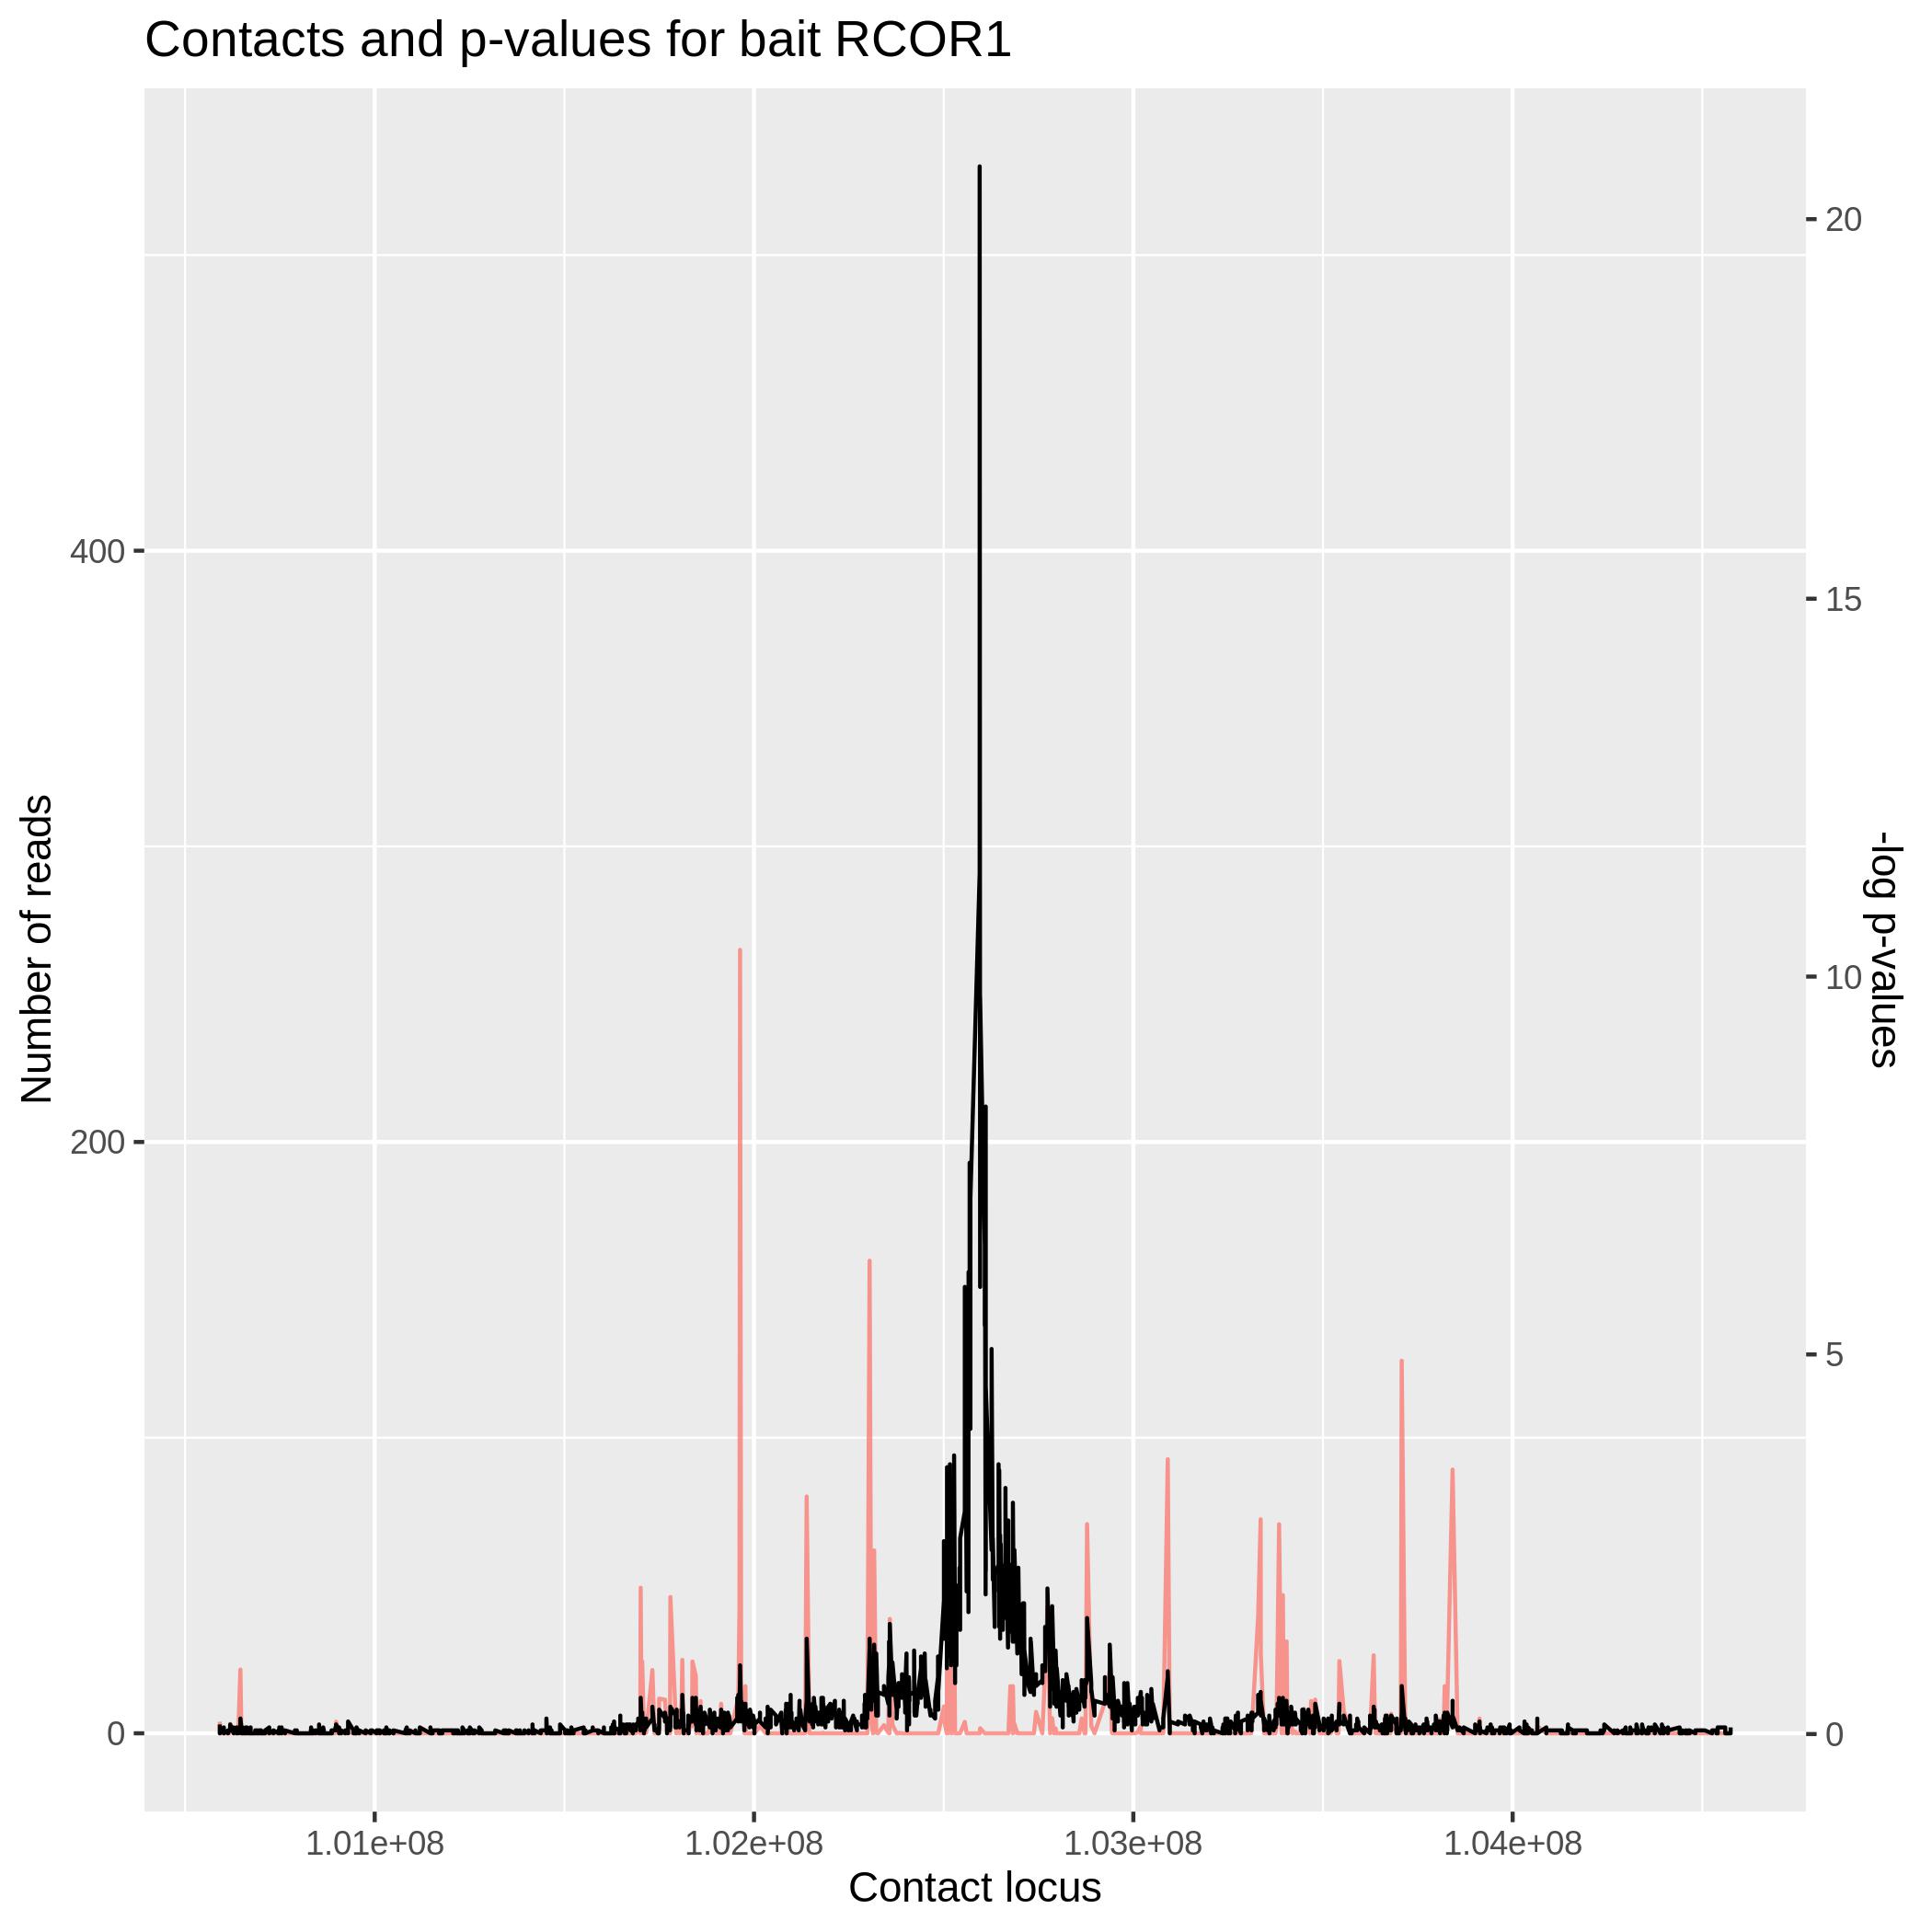 Contacts and p-values for bait RCOR1
Number of reads
400
200
0
20
15
10
5
0
-log p-values
1.01e+08 1.02e+08 1.03e+08 1.04e+08
Contact locus